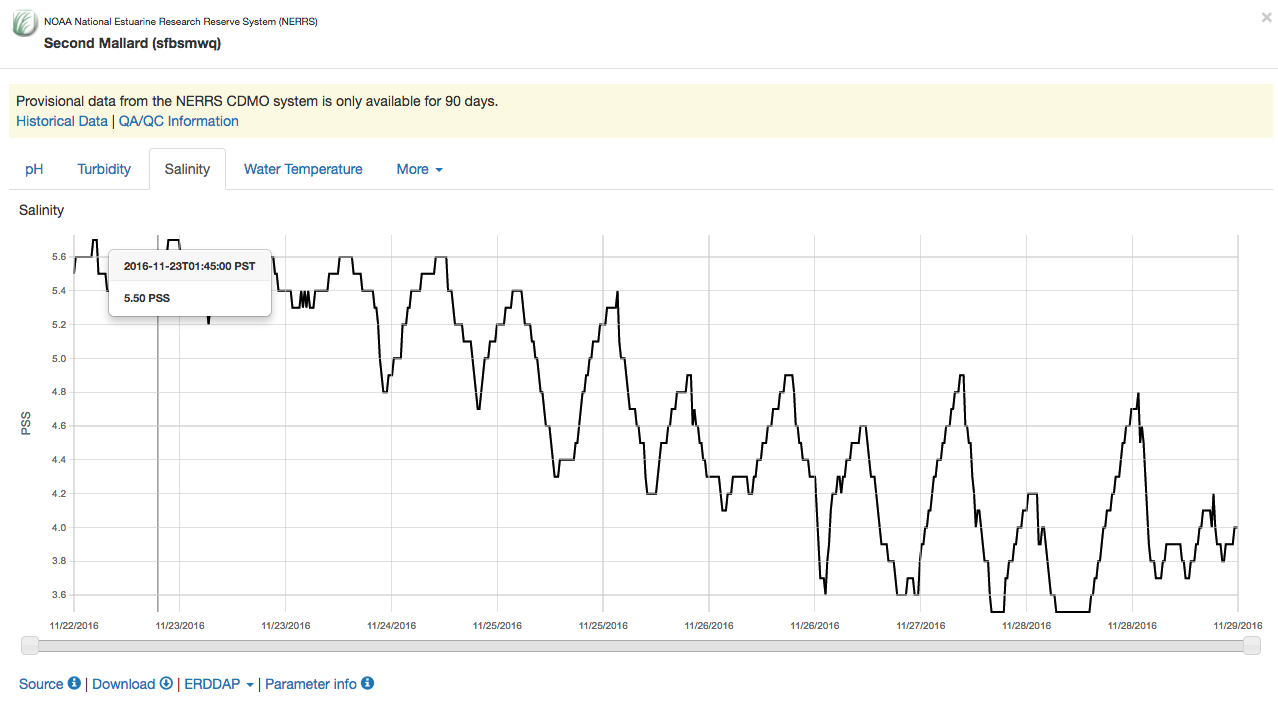 NOAA National Estuarine Research Reserve System (NERRS)
Second Mallard (sfbsmwq)
×
Provisional data from the NERRS CDMO system is only available for 90 days.
Historical Data | QA/QC Information
pH Turbidity Salinity Water Temperature More
Salinity
2016-11-23T01:45:00 PST
5.50 PSS
PSS
5.6
5.4
5.2
5.0
4.8
4.6
4.4
4.2
4.0
3.8
3.6
11/22/2016 11/23/2016 11/23/2016 11/24/2016 11/25/2016 11/25/2016 11/26/2016 11/26/2016 11/27/2016 11/28/2016 11/28/2016 11/29/2016
Source | Download | ERDDAP | Parameter info